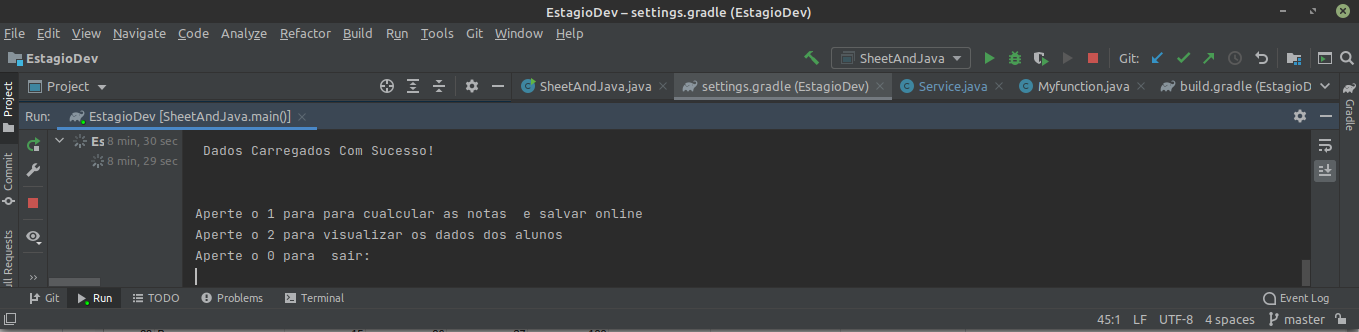 EstagioDev – settings.gradle (EstagioDev)
File Edit View Navigate Code Analyze Refactor Build Run Tools Git Window Help
EstagioDev SheetAndJava Git:
Project Project SheetAndJava.java settings.gradle (EstagioDev) Service.java Myfunction.java build.gradle (EstagioD
Gradle
Run: EstagioDev [SheetAndJava.main()]
Es 8 min, 30 sec
8 min, 29 sec
Commit
ull Requests
Dados Carregados Com Sucesso!
Aperte o 1 para para cualcular as notas  e salvar online
Aperte o 2 para visualizar os dados dos alunos
Aperte o 0 para  sair:
Git Run TODO Problems Terminal Event Log
45:1 LF UTF-8 4 spaces master